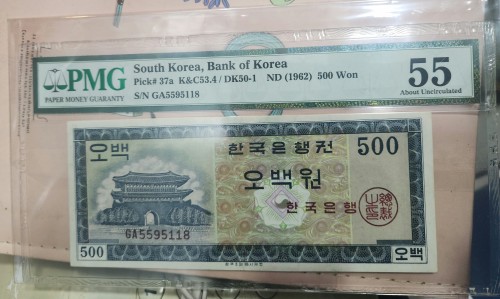 PMG
PAPER MONEY GUARANTY
South Korea, Bank of Korea
Pick# 37a K&C53.4 / DK50-1 ND (1962) 500 Won
S/N GA5595118
55
About Uncirculated
오백
한국은행권
500
오백원
한국은행
GA5595118
500
오백